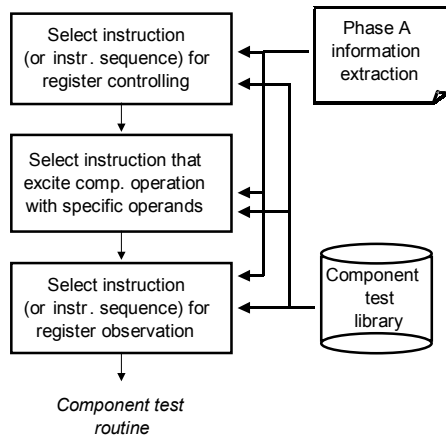 Select instruction
(or instr. sequence) for
register controlling
Phase A
information
extraction
Select instruction that
excite comp. operation
with specific operands
Select instruction
(or instr. sequence) for
register observation
Component
test
library
Component test
routine